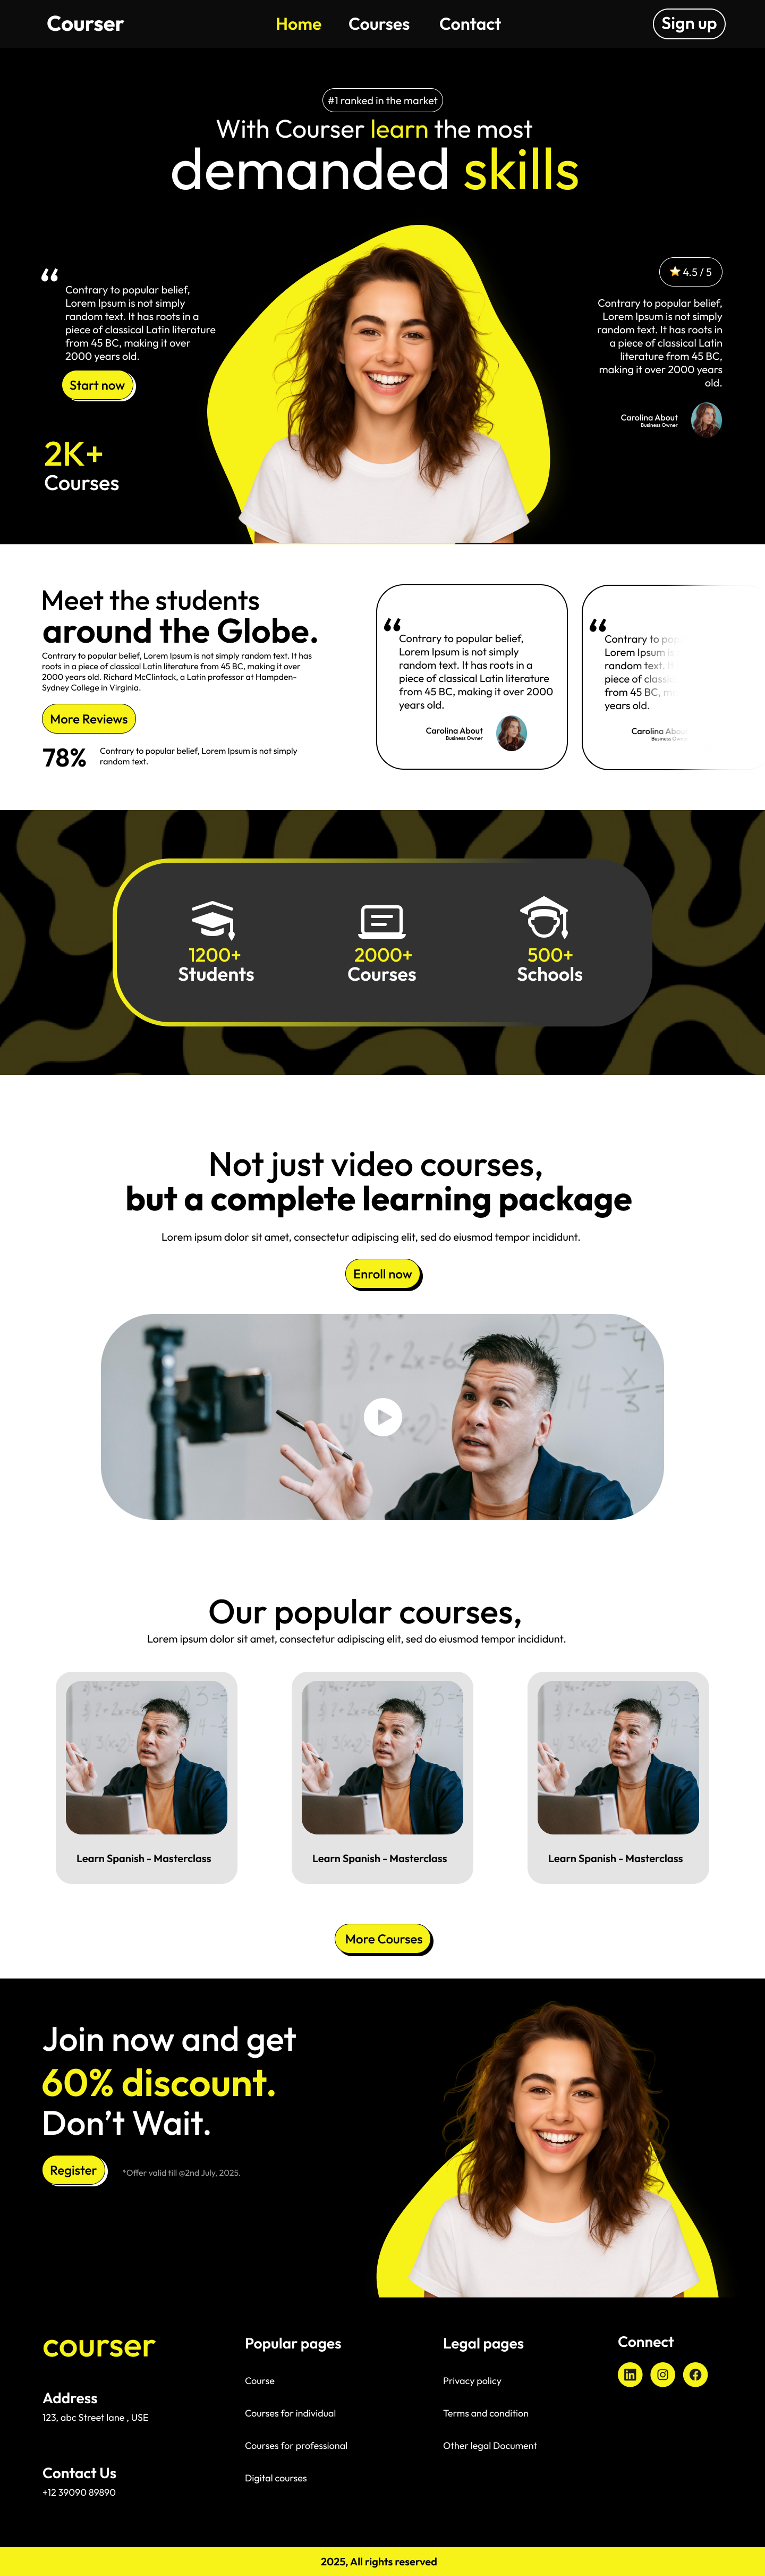 Courser
Home
Courses
Contact
Sign up
#1 ranked in the market
With Courser learn the most
demanded skills
“
Contrary to popular belief,
Lorem Ipsum is not simply
random text. It has roots in a
piece of classical Latin literature
from 45 BC, making it over
2000 years old.
Start now
2K+
Courses
4.5 / 5
Contrary to popular belief,
Lorem Ipsum is not simply
random text. It has roots in
a piece of classical Latin
literature from 45 BC,
making it over 2000 years
old.
Carolina About
Business Owner
Meet the students
around the Globe.
Contrary to popular belief, Lorem Ipsum is not simply random text. It has
roots in a piece of classical Latin literature from 45 BC, making it over
2000 years old. Richard McClintock, a Latin professor at Hampden-
Sydney College in Virginia.
More Reviews
78%
Contrary to popular belief, Lorem Ipsum is not simply
random text.
“
Contrary to popular belief,
Lorem Ipsum is not simply
random text. It has roots in a
piece of classical Latin literature
from 45 BC, making it over 2000
years old.
Carolina About
Business Owner
“
Contrary to pop
Lorem Ipsum is
random text. It
piece of classic
from 45 BC, m
years old.
Carolina About
Business Owner
1200+
Students
2000+
Courses
500+
Schools
Not just video courses,
but a complete learning package
Lorem ipsum dolor sit amet, consectetur adipiscing elit, sed do eiusmod tempor incididunt.
Enroll now
Our popular courses,
Lorem ipsum dolor sit amet, consectetur adipiscing elit, sed do eiusmod tempor incididunt.
Learn Spanish - Masterclass
Learn Spanish - Masterclass
Learn Spanish - Masterclass
More Courses
Join now and get
60% discount.
Don’t Wait.
Register
*Offer valid till @2nd July, 2025.
courser
Address
123, abc Street lane , USE
Contact Us
+12 39090 89890
Popular pages
Course
Courses for individual
Courses for professional
Digital courses
Legal pages
Privacy policy
Terms and condition
Other legal Document
Connect
2025, All rights reserved